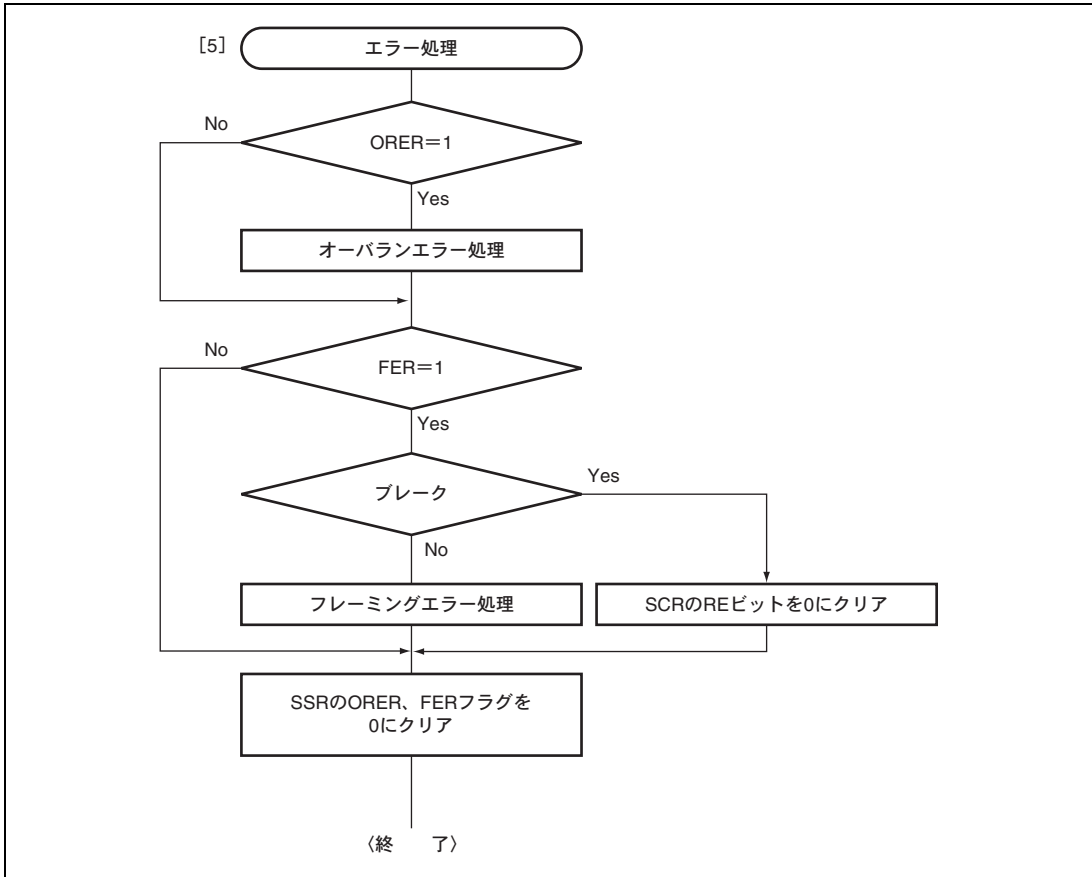 [5]
エラー処理
No
ORER=1
Yes
オーバランエラー処理
No
FER=1
Yes
ブレーク
Yes
No
フレーミングエラー処理
SCRのREビットを0にクリア
SSRのORER、FERフラグを
0にクリア
〈終　　了〉